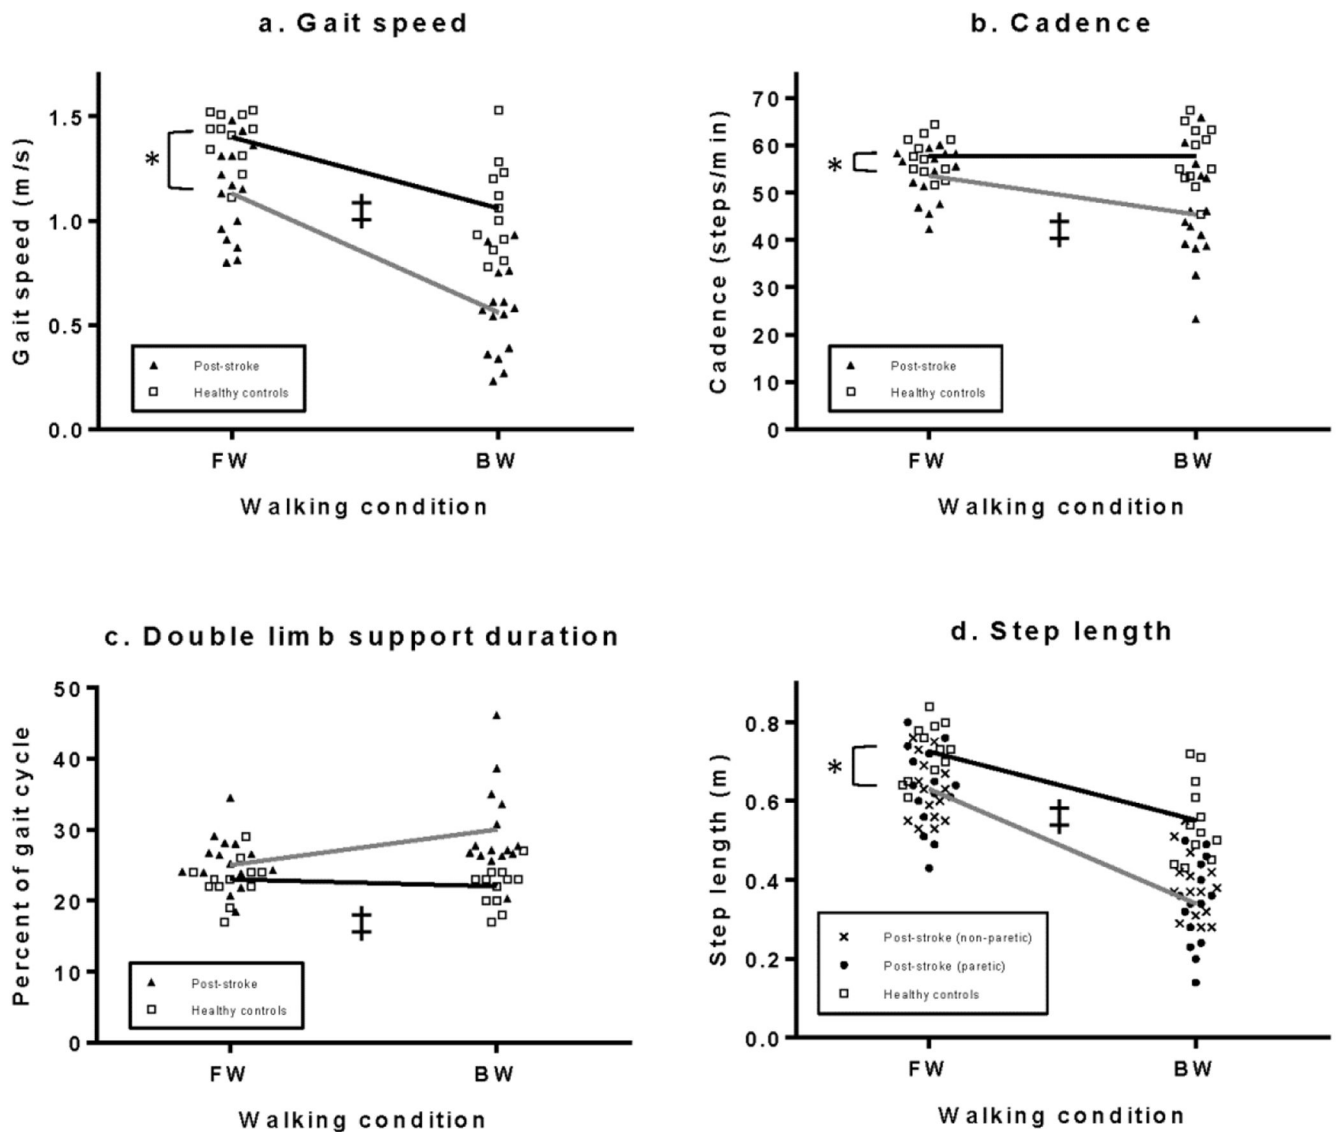 a. Gait speed
Gait speed (m/s)
1.5
1.0
0.5
0.0
*
‡
Post-stroke
Healthy controls
FW BW
Walking condition
b. Cadence
Cadence (steps/min)
70
60
50
40
30
20
10
0
*
‡
Post-stroke
Healthy controls
FW BW
Walking condition
c. Double limb support duration
Percent of gait cycle
50
40
30
20
10
0
‡
Post-stroke
Healthy controls
FW BW
Walking condition
d. Step length
Step length (m)
0.8
0.6
0.4
0.2
0.0
*
‡
Post-stroke (non-paretic)
Post-stroke (paretic)
Healthy controls
FW BW
Walking condition